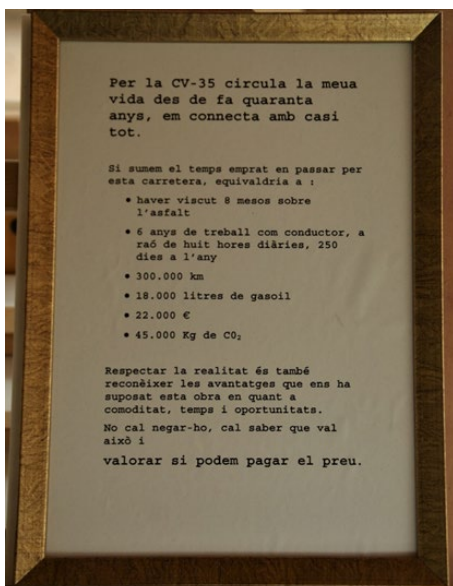 Per la CV-35 circula la meua
vida des de fa quaranta
anys, em connecta amb casi
tot.
Si sumem el temps emprat en passar per
esta carretera, equivaldria a :
• haver viscut 8 mesos sobre
l'asfalt
• 6 anys de treball com conductor, a
raó de huit hores diàries, 250
dies a l'any
• 300.000 km
• 18.000 litres de gasoil
• 22.000 €
• 45.000 Kg de CO₂
Respectar la realitat és també
reconèixer les avantatges que ens ha
suposat esta obra en quant a
comoditat, temps i oportunitats.
No cal negar-ho, cal saber que val
això i
valorar si podem pagar el preu.